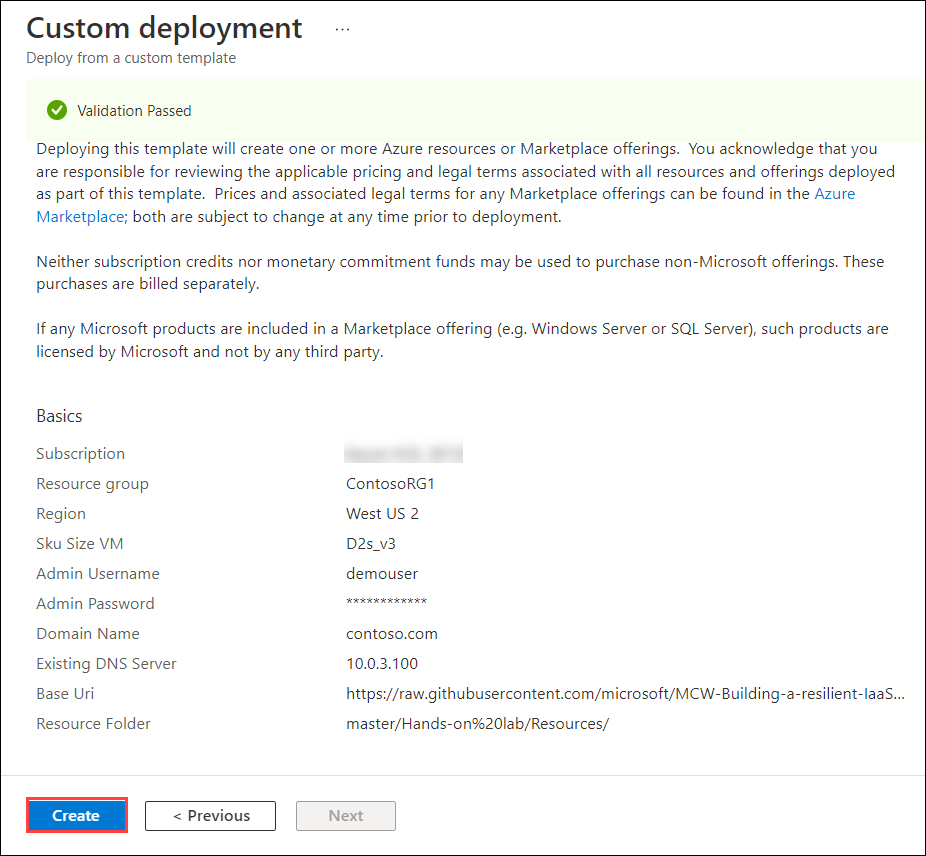 Custom deployment ...
Deploy from a custom template
Validation Passed
Deploying this template will create one or more Azure resources or Marketplace offerings.  You acknowledge that you
are responsible for reviewing the applicable pricing and legal terms associated with all resources and offerings deployed
as part of this template.  Prices and associated legal terms for any Marketplace offerings can be found in the Azure
Marketplace; both are subject to change at any time prior to deployment.
Neither subscription credits nor monetary commitment funds may be used to purchase non-Microsoft offerings. These
purchases are billed separately.
If any Microsoft products are included in a Marketplace offering (e.g. Windows Server or SQL Server), such products are
licensed by Microsoft and not by any third party.
Basics
Subscription
Resource group ContosoRG1
Region West US 2
Sku Size VM D2s_v3
Admin Username demouser
Admin Password ************
Domain Name contoso.com
Existing DNS Server 10.0.3.100
Base Uri https://raw.githubusercontent.com/microsoft/MCW-Building-a-resilient-IaaS...
Resource Folder master/Hands-on%20lab/Resources/
Create < Previous Next